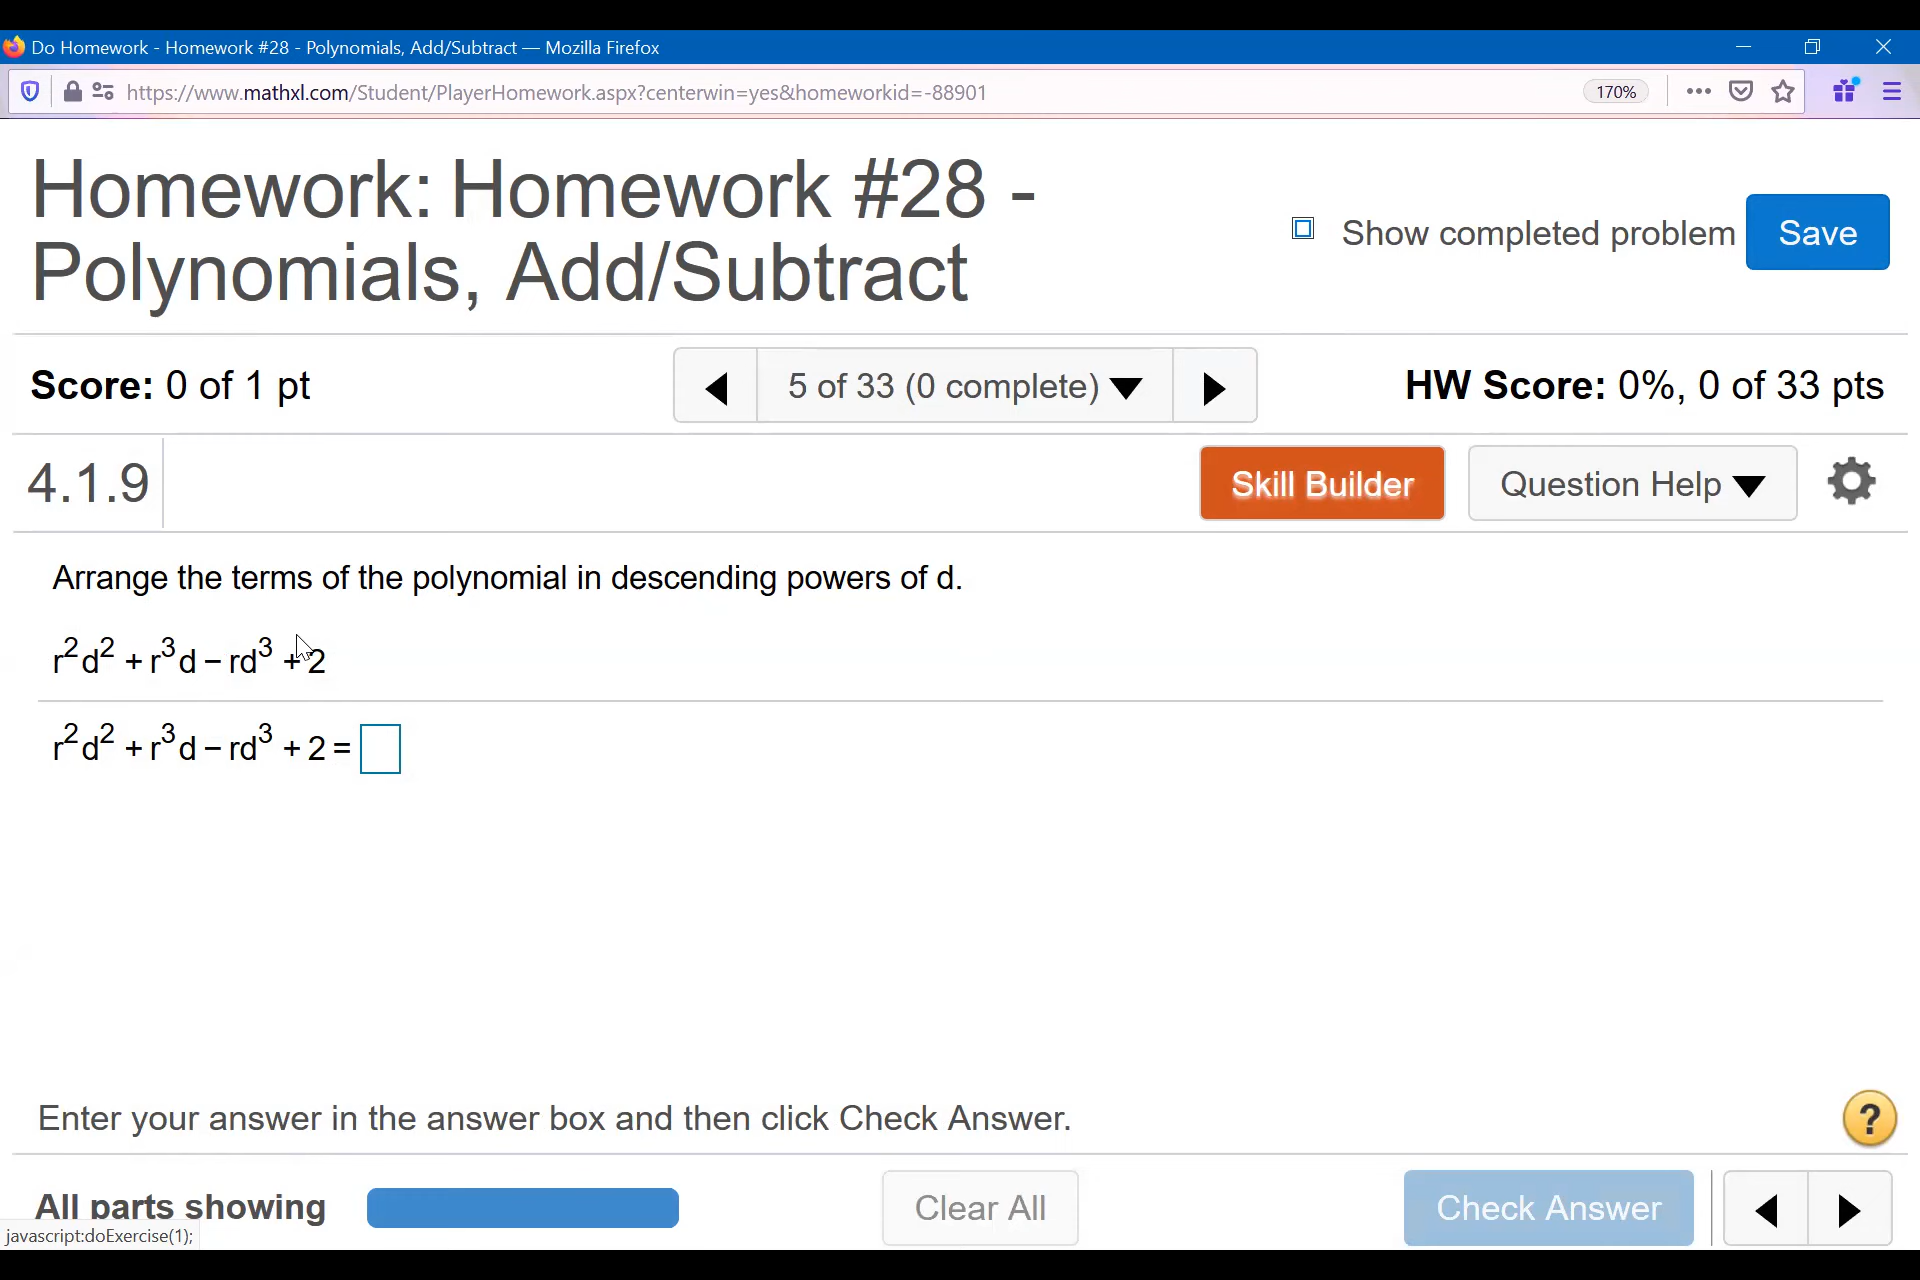 Do Homework - Homework #28 - Polynomials, Add/Subtract — Mozilla Firefox
https://www.mathxl.com/Student/PlayerHomework.aspx?centerwin=yes&homeworkid=-88901
170%
Homework: Homework #28 -
Polynomials, Add/Subtract
Show completed problem
Save
Score: 0 of 1 pt
5 of 33 (0 complete)
HW Score: 0%, 0 of 33 pts
4.1.9
Skill Builder
Question Help
Arrange the terms of the polynomial in descending powers of d.
r²d² + r³d − rd³ + 2
r²d² + r³d − rd³ + 2 =
Enter your answer in the answer box and then click Check Answer.
?
All parts showing
Clear All
Check Answer
javascript:doExercise(1);